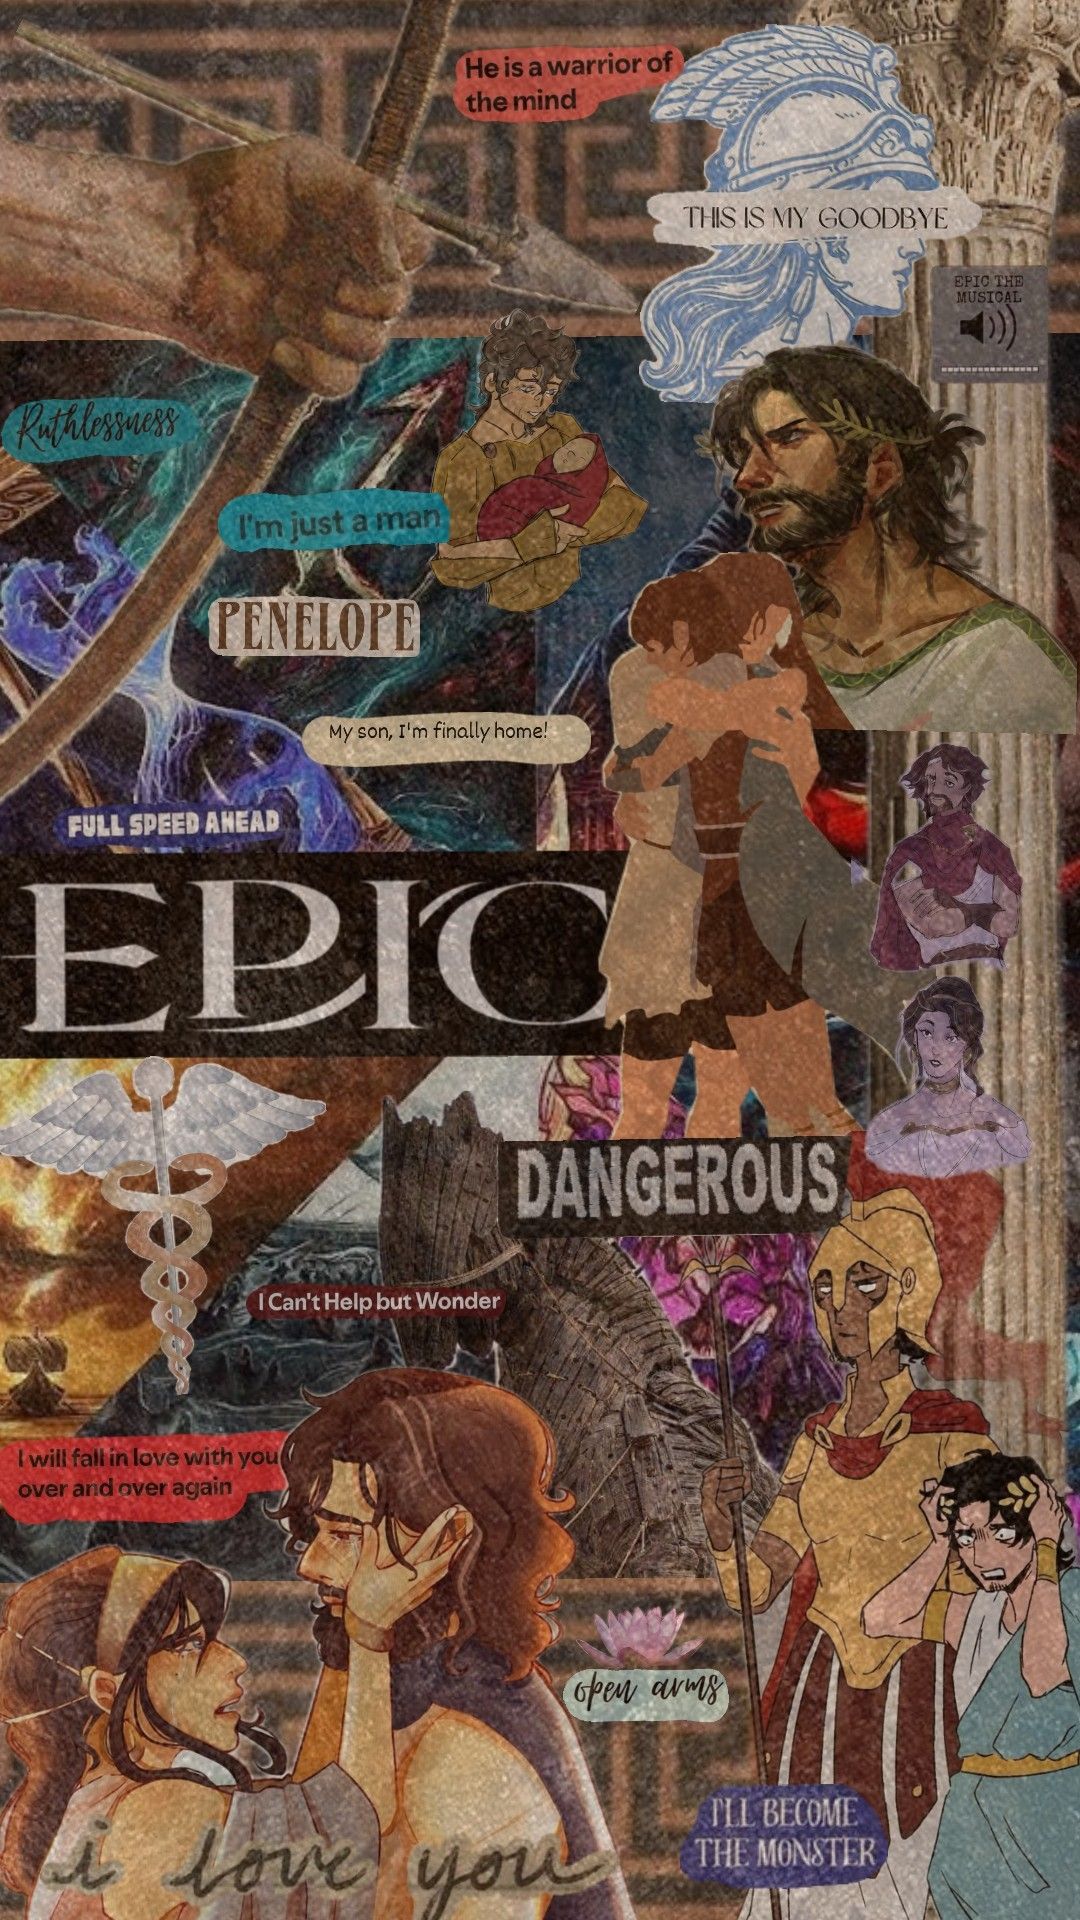 He is a warrior of
the mind
THIS IS MY GOODBYE
EPIC THE
MUSICAL
Ruthlessness
I'm just a man
PENELOPE
My son, I'm finally home!
FULL SPEED AHEAD
EPIC
DANGEROUS
I Can't Help but Wonder
I will fall in love with you
over and over again
open arms
I'LL BECOME
THE MONSTER
i love you